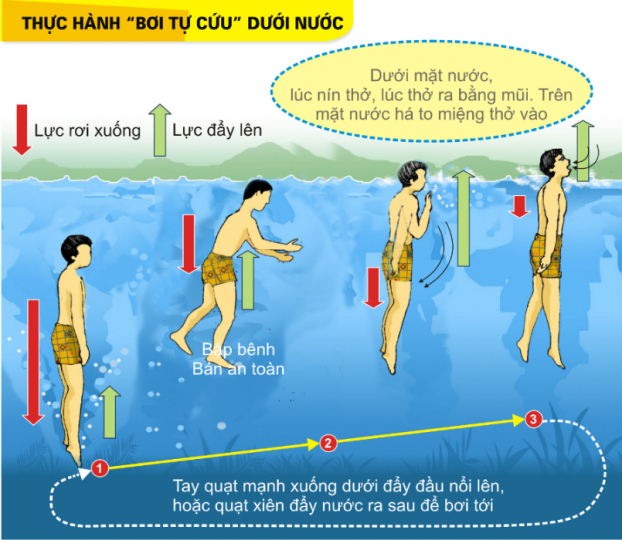 THỰC HÀNH “BƠI TỰ CỨU” DƯỚI NƯỚC
Dưới mặt nước,
lúc nín thở, lúc thở ra bằng mũi. Trên
mặt nước há to miệng thở vào
Lực rơi xuống
Lực đẩy lên
Bập bênh
Bán an toàn
1
2
3
Tay quạt mạnh xuống dưới đẩy đầu nổi lên,
hoặc quạt xiên đẩy nước ra sau để bơi tới